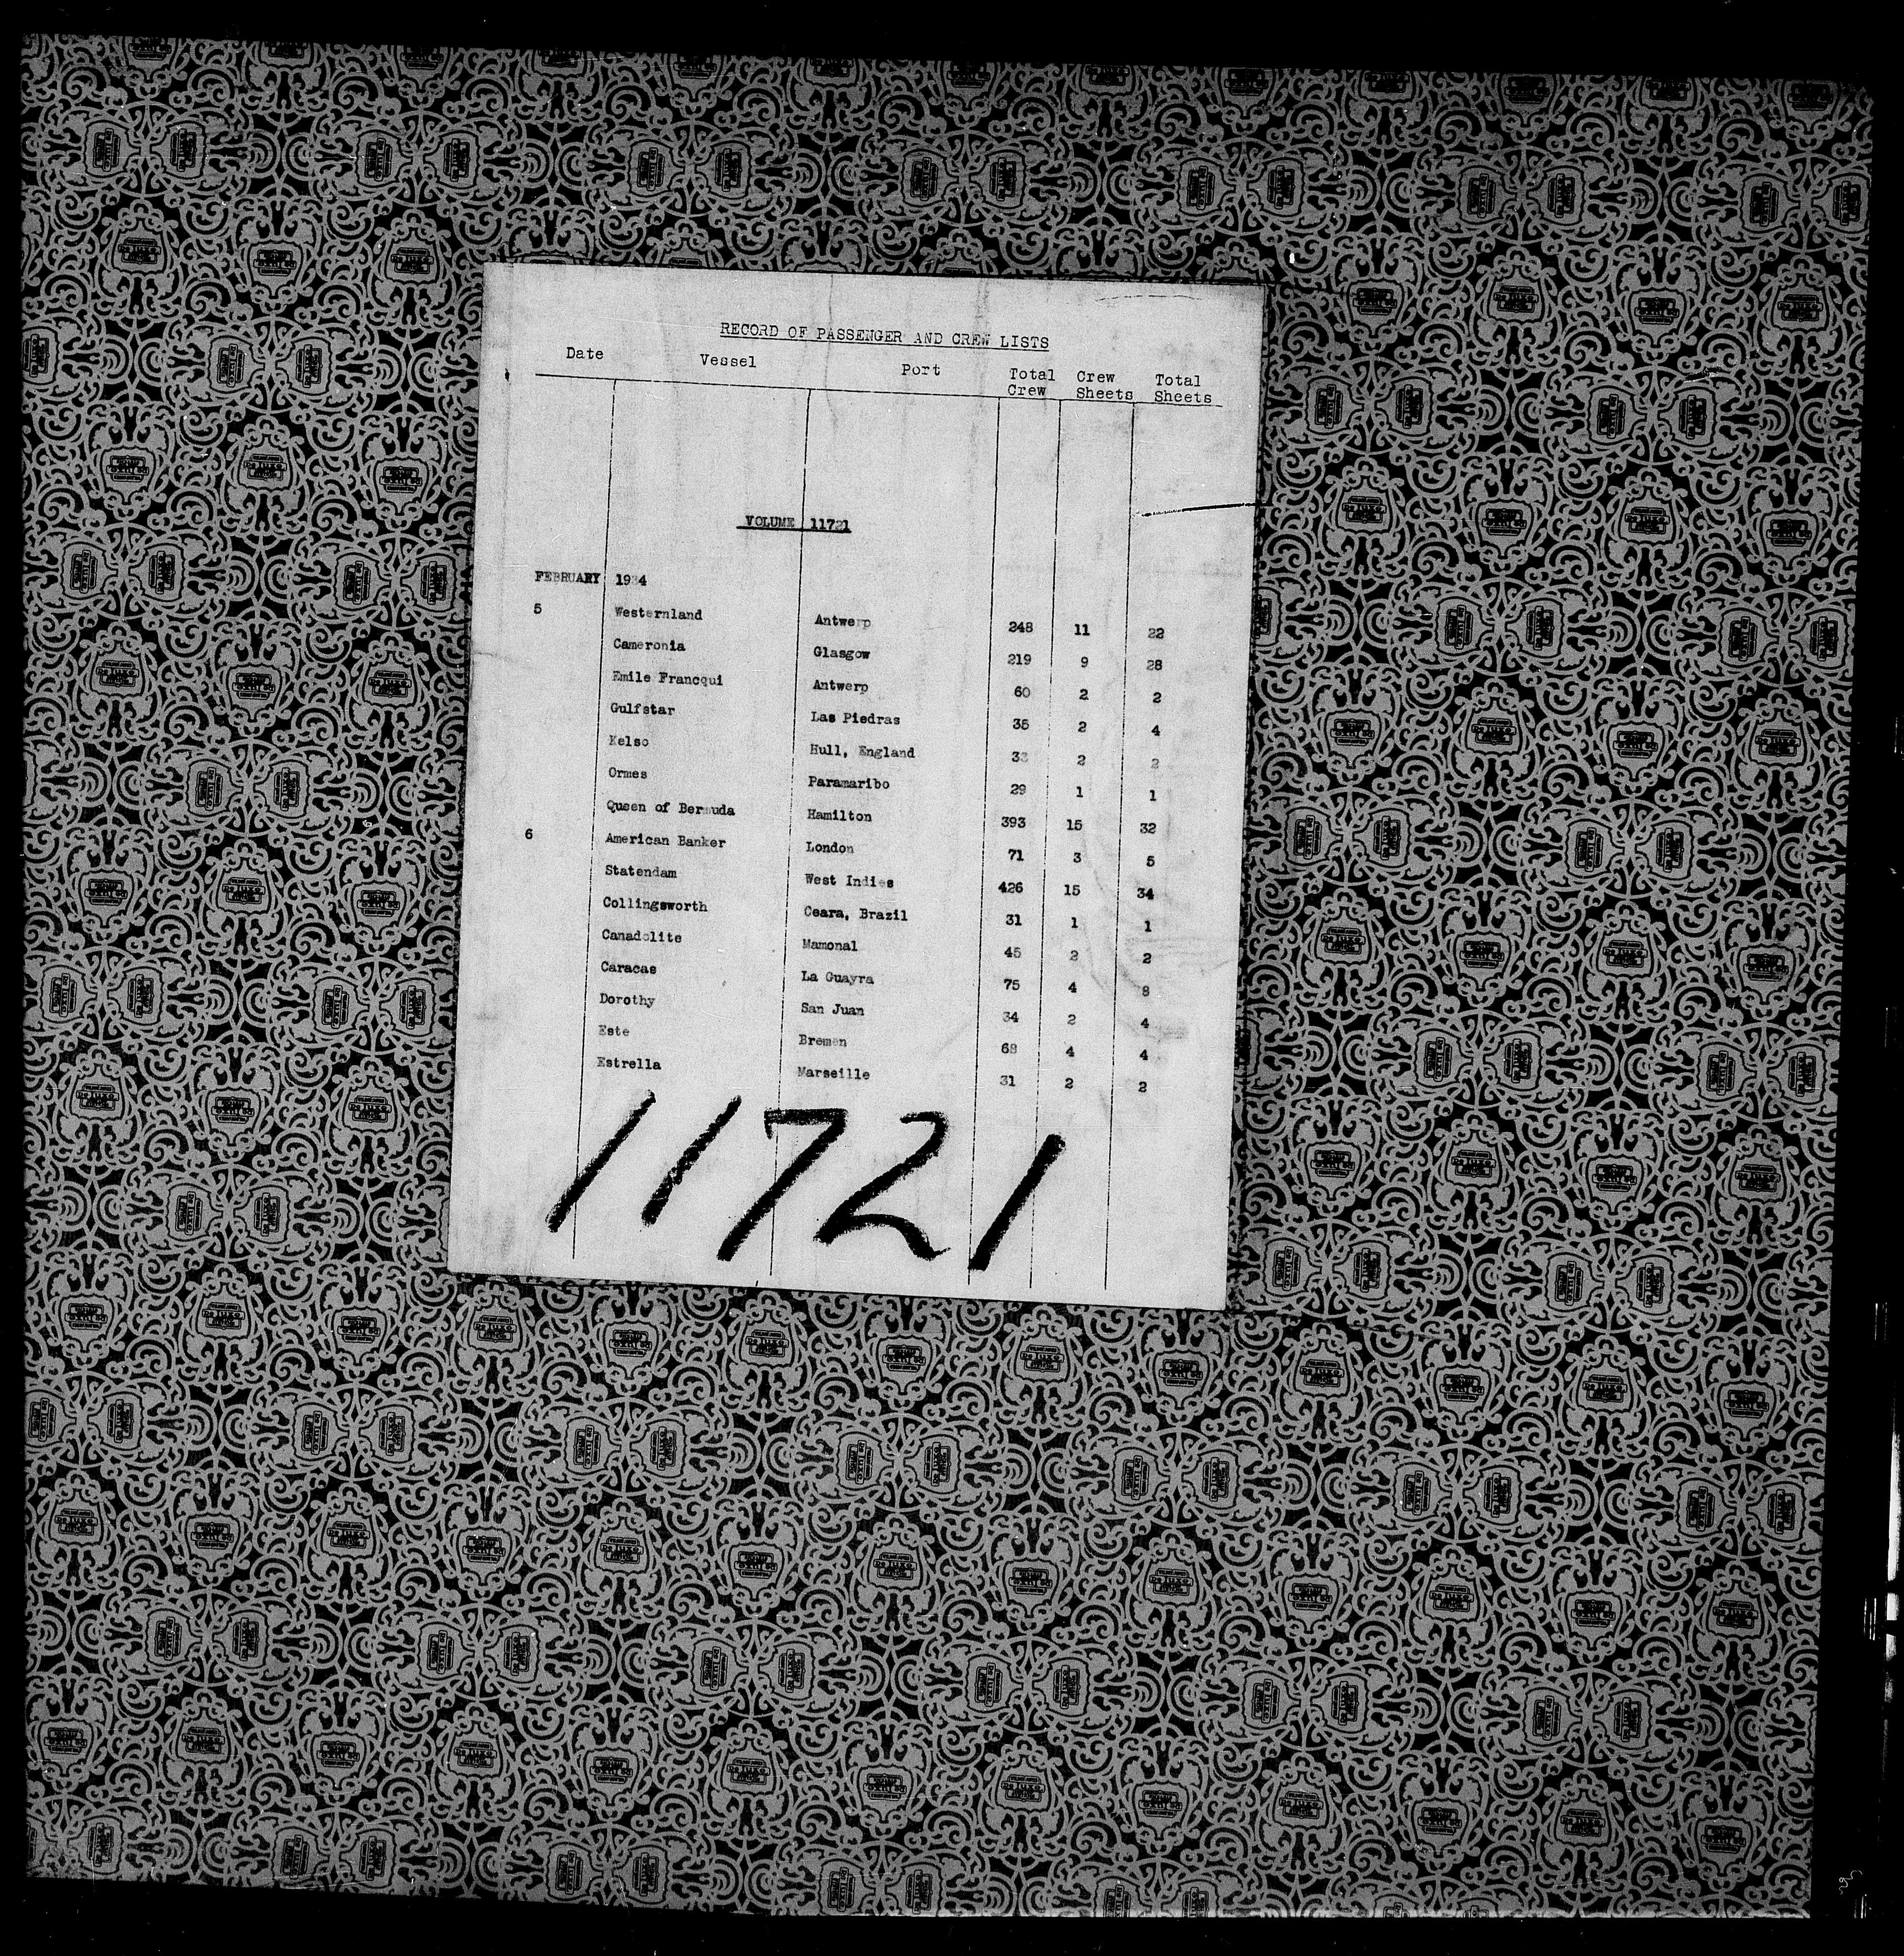 RECORD OF PASSENGER AND CREW LISTS
Date Vessel Port Total Crew Crew Sheets Total Sheets
VOLUME 11721
FEBRUARY 1934
5 Westernland Antwerp 248 11 22
Cameronia Glasgow 219 9 28
Emile Francqui Antwerp 60 2 2
Gulfstar Las Piedras 35 2 4
Kelso Hull, England 33 2 2
Ormes Paramaribo 29 1 1
Queen of Bermuda Hamilton 393 15 32
6 American Banker London 71 3 5
Statendam West Indies 426 15 34
Collingsworth Ceara, Brazil 31 1 1
Canadolite Mamonal 45 2 2
Caracas La Guayra 75 4 8
Dorothy San Juan 34 2 4
Este Bremen 68 4 4
Estrella Marseille 31 2 2
11721